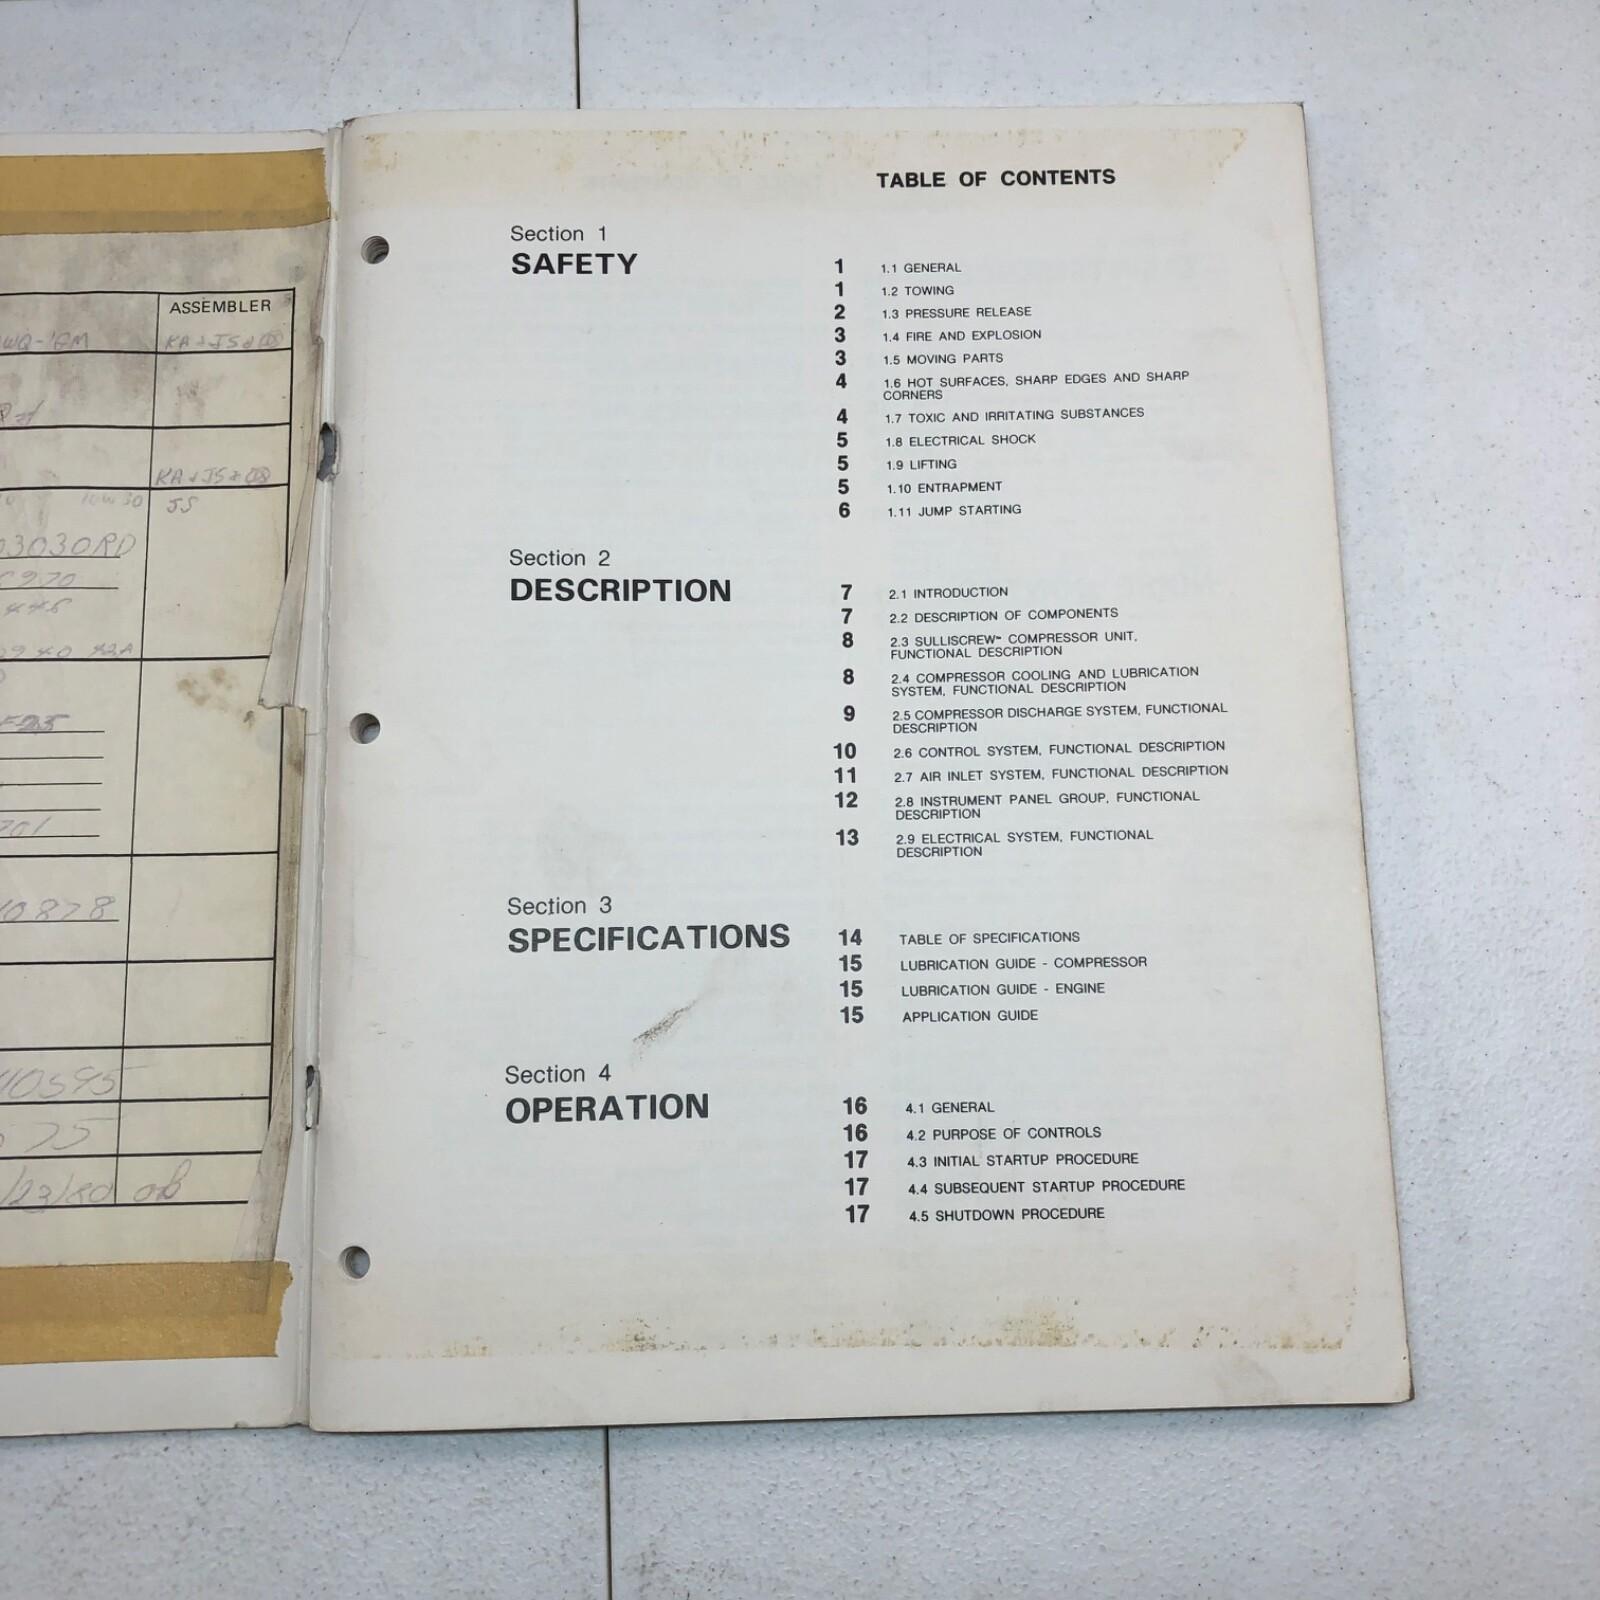 ASSEMBLER
JS
10W30
03030RD
10878
TABLE OF CONTENTS
Section 1
SAFETY
1 1.1 GENERAL
1 1.2 TOWING
2 1.3 PRESSURE RELEASE
3 1.4 FIRE AND EXPLOSION
3 1.5 MOVING PARTS
4 1.6 HOT SURFACES, SHARP EDGES AND SHARP
CORNERS
4 1.7 TOXIC AND IRRITATING SUBSTANCES
5 1.8 ELECTRICAL SHOCK
5 1.9 LIFTING
5 1.10 ENTRAPMENT
6 1.11 JUMP STARTING
Section 2
DESCRIPTION
7 2.1 INTRODUCTION
7 2.2 DESCRIPTION OF COMPONENTS
8 2.3 SULLISCREW™ COMPRESSOR UNIT,
FUNCTIONAL DESCRIPTION
8 2.4 COMPRESSOR COOLING AND LUBRICATION
SYSTEM, FUNCTIONAL DESCRIPTION
9 2.5 COMPRESSOR DISCHARGE SYSTEM, FUNCTIONAL
DESCRIPTION
10 2.6 CONTROL SYSTEM, FUNCTIONAL DESCRIPTION
11 2.7 AIR INLET SYSTEM, FUNCTIONAL DESCRIPTION
12 2.8 INSTRUMENT PANEL GROUP, FUNCTIONAL
DESCRIPTION
13 2.9 ELECTRICAL SYSTEM, FUNCTIONAL
DESCRIPTION
Section 3
SPECIFICATIONS
14 TABLE OF SPECIFICATIONS
15 LUBRICATION GUIDE - COMPRESSOR
15 LUBRICATION GUIDE - ENGINE
15 APPLICATION GUIDE
Section 4
OPERATION
16 4.1 GENERAL
16 4.2 PURPOSE OF CONTROLS
17 4.3 INITIAL STARTUP PROCEDURE
17 4.4 SUBSEQUENT STARTUP PROCEDURE
17 4.5 SHUTDOWN PROCEDURE